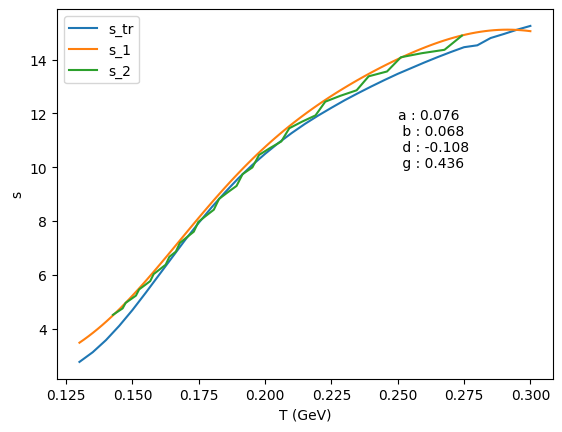 s_tr
s_1
s_2
a : 0.076
b : 0.068
d : -0.108
g : 0.436
s
14
12
10
8
6
4
0.125 0.150 0.175 0.200 0.225 0.250 0.275 0.300
T (GeV)